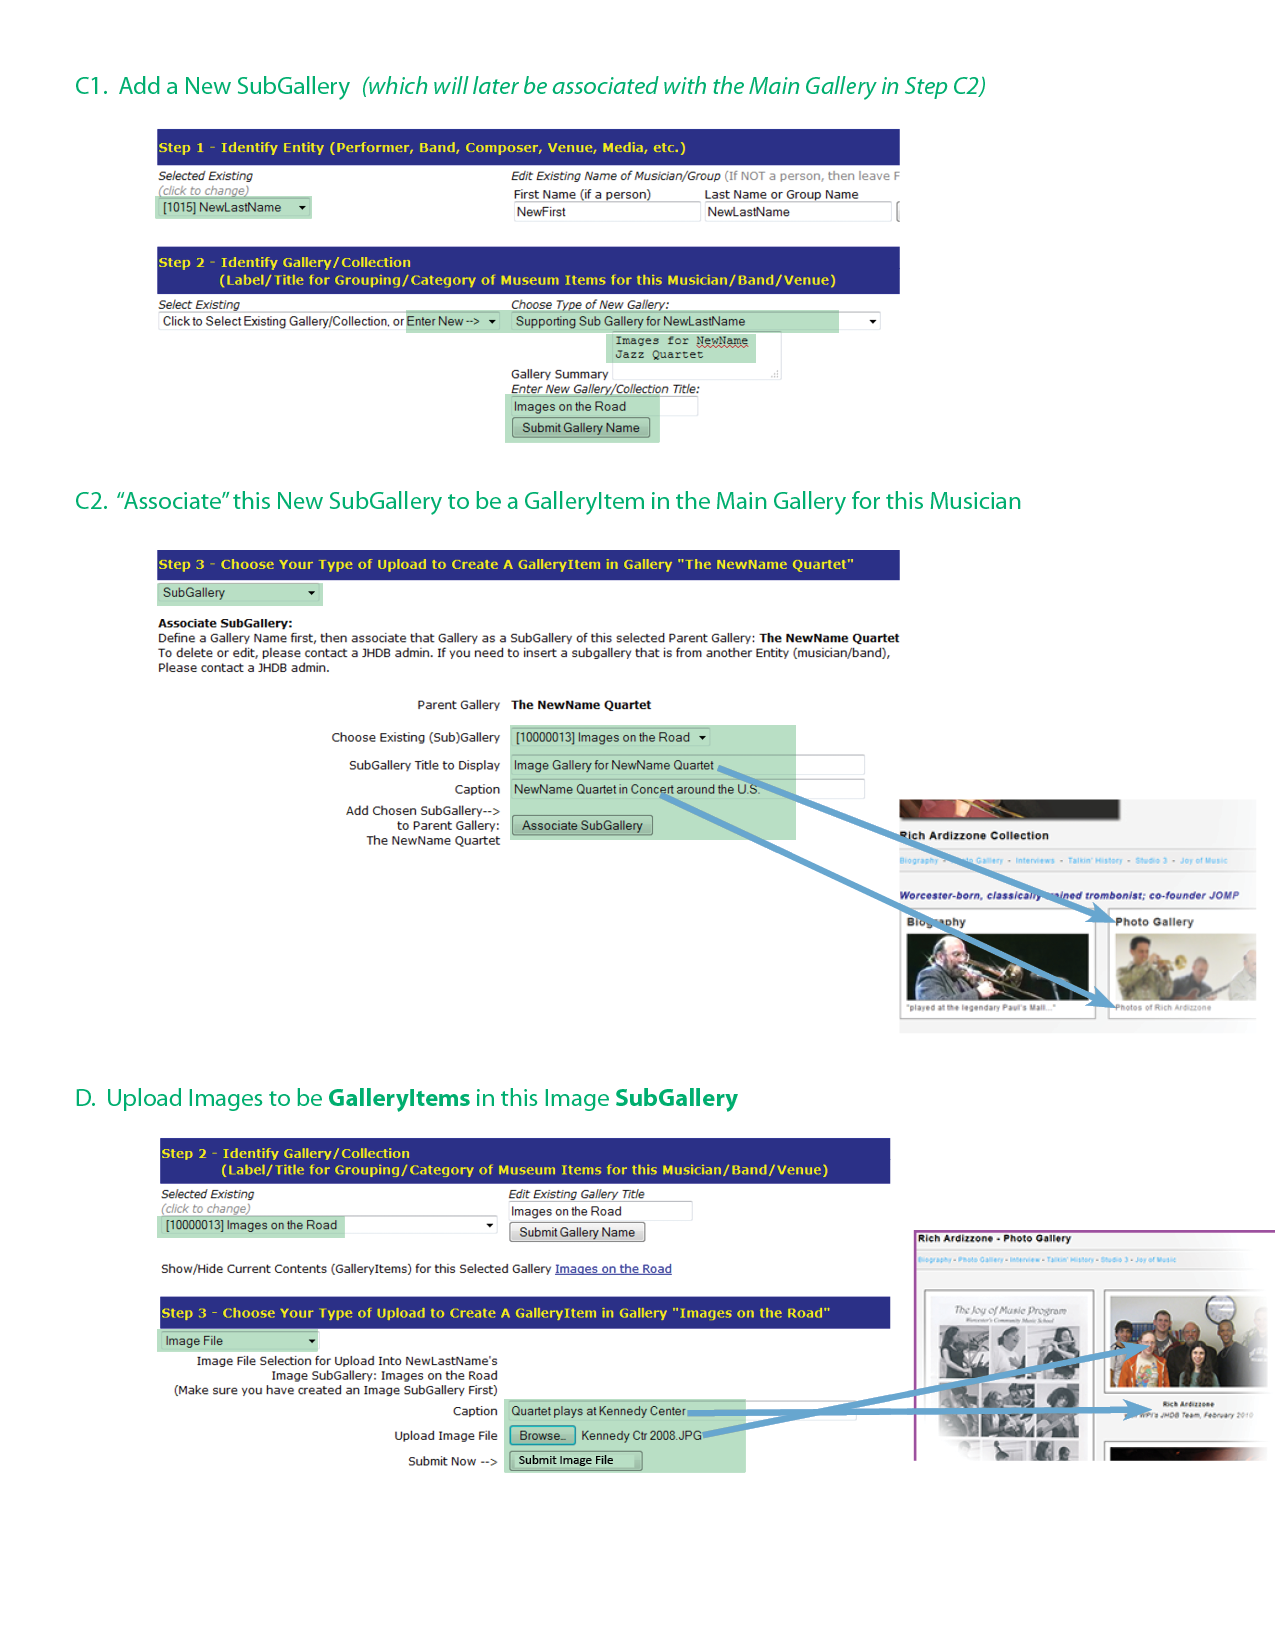 C1. Add a New SubGallery (which will later be associated with the Main Gallery in Step C2)
Step 1 - Identify Entity (Performer, Band, Composer, Venue, Media, etc.)
Selected Existing
(click to change)
[1015] NewLastName
Edit Existing Name of Musician/Group (If NOT a person, then leave F
First Name (if a person) Last Name or Group Name
NewFirst NewLastName
Step 2 - Identify Gallery/Collection
(Label/Title for Grouping/Category of Museum Items for this Musician/Band/Venue)
Select Existing Choose Type of New Gallery:
Click to Select Existing Gallery/Collection, or Enter New --> Supporting Sub Gallery for NewLastName
Images for NewName
Jazz Quartet
Gallery Summary
Enter New Gallery/Collection Title:
Images on the Road
Submit Gallery Name
C2. “Associate” this New SubGallery to be a GalleryItem in the Main Gallery for this Musician
Step 3 - Choose Your Type of Upload to Create A GalleryItem in Gallery "The NewName Quartet"
SubGallery
Associate SubGallery:
Define a Gallery Name first, then associate that Gallery as a SubGallery of this selected Parent Gallery: The NewName Quartet
To delete or edit, please contact a JHDB admin. If you need to insert a subgallery that is from another Entity (musician/band),
Please contact a JHDB admin.
Parent Gallery The NewName Quartet
Choose Existing (Sub)Gallery [10000013] Images on the Road
SubGallery Title to Display Image Gallery for NewName Quartet
Caption NewName Quartet in Concert around the U.S.
Add Chosen SubGallery-->
to Parent Gallery:
The NewName Quartet
Associate SubGallery
Rich Ardizzone Collection
Biography - Photo Gallery - Interviews - Talkin' History - Studio 3 - Joy of Music
Worcester-born, classically trained trombonist; co-founder JOMP
Biography Photo Gallery
"played at the legendary Paul's Mall..." Photos of Rich Ardizzone
D. Upload Images to be GalleryItems in this Image SubGallery
Step 2 - Identify Gallery/Collection
(Label/Title for Grouping/Category of Museum Items for this Musician/Band/Venue)
Selected Existing Edit Existing Gallery Title
(click to change)
[10000013] Images on the Road
Images on the Road
Submit Gallery Name
Show/Hide Current Contents (GalleryItems) for this Selected Gallery Images on the Road
Step 3 - Choose Your Type of Upload to Create A GalleryItem in Gallery "Images on the Road"
Image File
Image File Selection for Upload Into NewLastName's
Image SubGallery: Images on the Road
(Make sure you have created an Image SubGallery First)
Caption Quartet plays at Kennedy Center
Upload Image File Browse.. Kennedy Ctr 2008.JPG
Submit Now --> Submit Image File
Rich Ardizzone - Photo Gallery
Biography - Photo Gallery - Interview - Talkin' History - Studio 3 - Joy of Music
The Joy of Music Program
Worcester's Community Music School
Rich Ardizzone
WPI's JHDB Team, February 2010